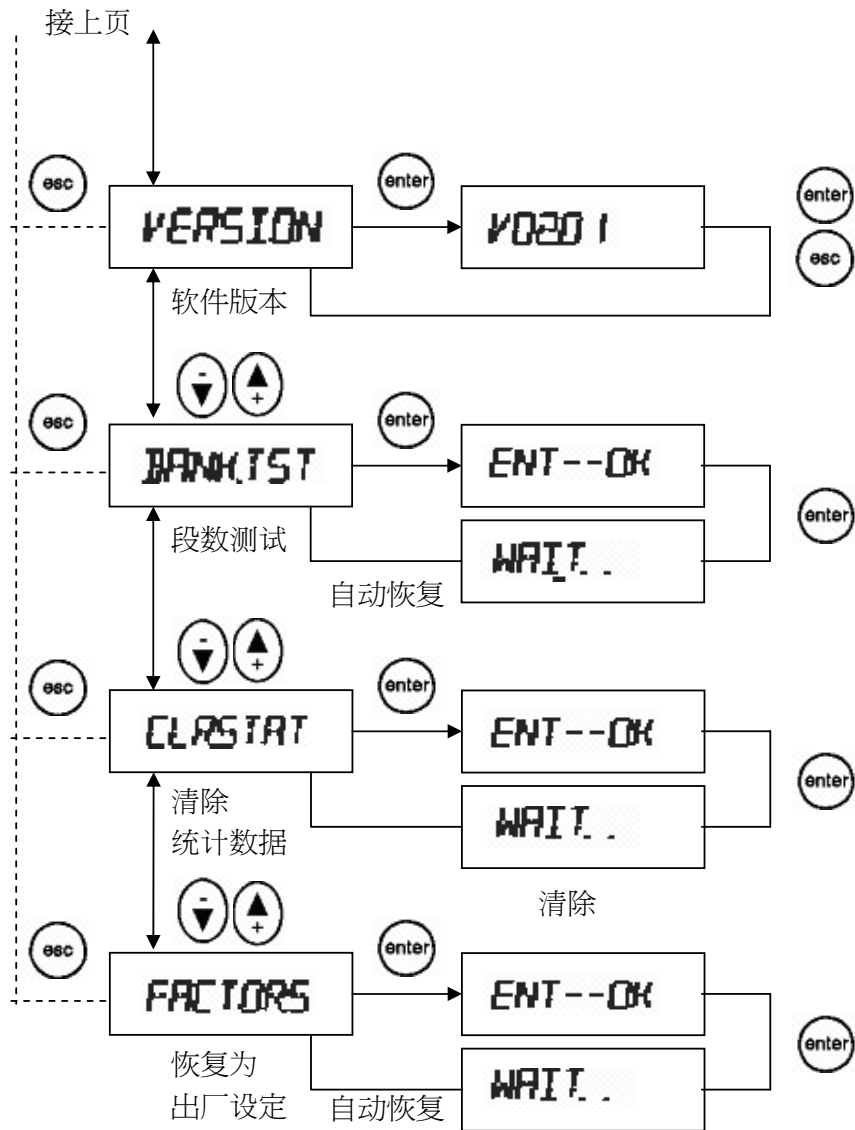 接上页
esc
enter
enter
VERSION
V0201
esc
软件版本
- +
esc
enter
BANK.TST
ENT--OK
enter
段数测试
WAIT..
自动恢复
- +
esc
enter
CLRSTAT
ENT--OK
enter
清除
统计数据
WAIT..
清除
- +
esc
enter
FACTORS
ENT--OK
enter
恢复为
出厂设定
WAIT..
自动恢复